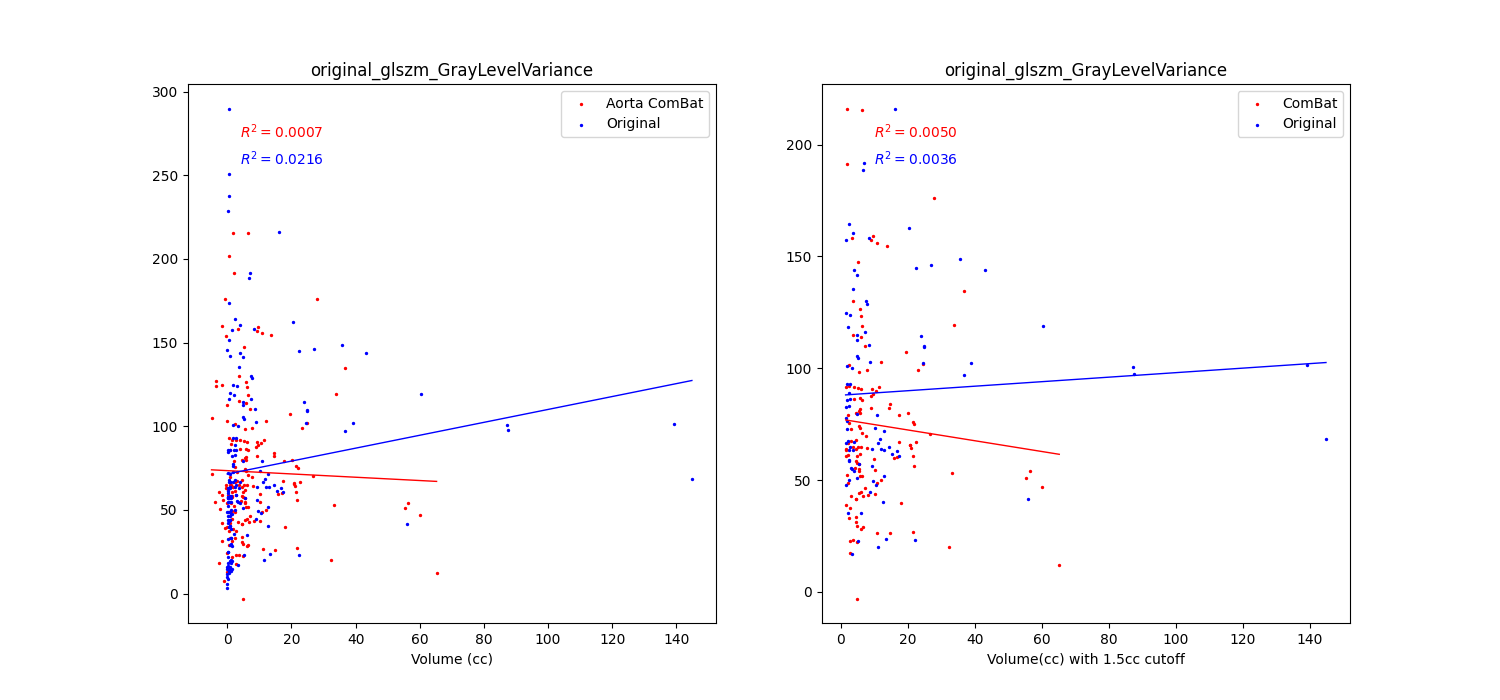 original_glszm_GrayLevelVariance
300
250
200
150
100
50
0
R² = 0.0007
R² = 0.0216
Aorta ComBat
Original
0 20 40 60 80 100 120 140
Volume (cc)
original_glszm_GrayLevelVariance
200
150
100
50
0
R² = 0.0050
R² = 0.0036
ComBat
Original
0 20 40 60 80 100 120 140
Volume(cc) with 1.5cc cutoff